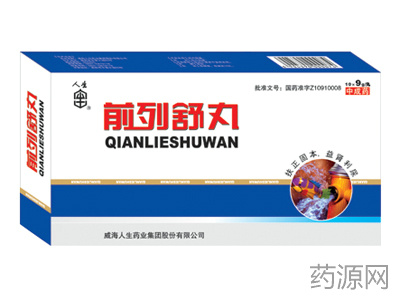 人生
前列舒丸
QIANLIESHUWAN
批准文号：国药准字Z10910008
中成药
扶正固本，益肾利尿
威海人生药业集团股份有限公司
药源网